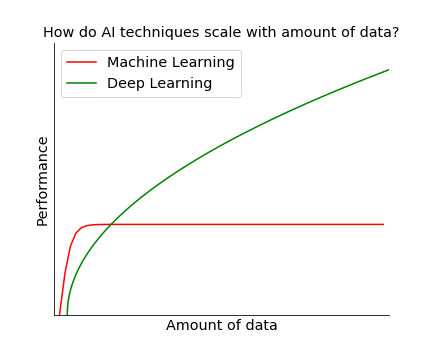 How do AI techniques scale with amount of data?
Machine Learning
Deep Learning
Performance
Amount of data